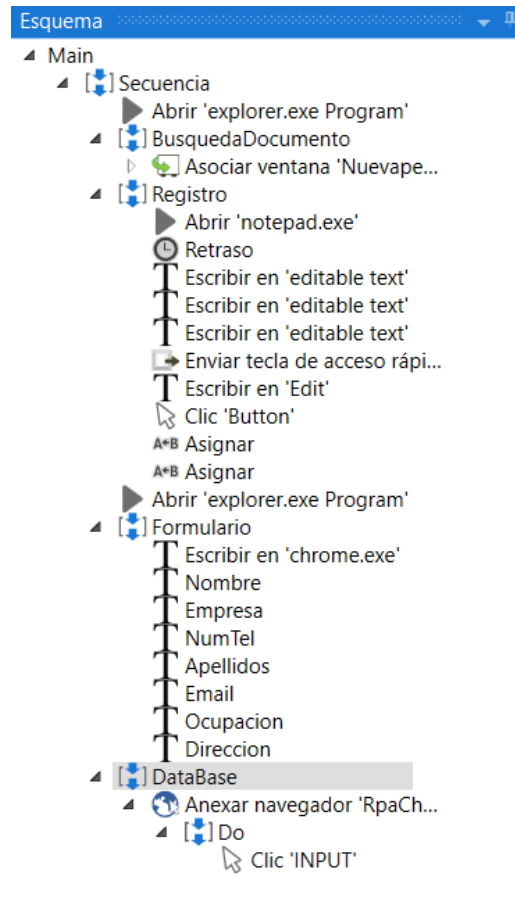 Esquema
Main
Secuencia
Abrir 'explorer.exe Program'
BusquedaDocumento
Asociar ventana 'Nuevape...
Registro
Abrir 'notepad.exe'
Retraso
Escribir en 'editable text'
Escribir en 'editable text'
Escribir en 'editable text'
Enviar tecla de acceso rápi...
Escribir en 'Edit'
Clic 'Button'
A←B Asignar
A←B Asignar
Abrir 'explorer.exe Program'
Formulario
Escribir en 'chrome.exe'
Nombre
Empresa
NumTel
Apellidos
Email
Ocupacion
Direccion
DataBase
Anexar navegador 'RpaCh...
Do
Clic 'INPUT'